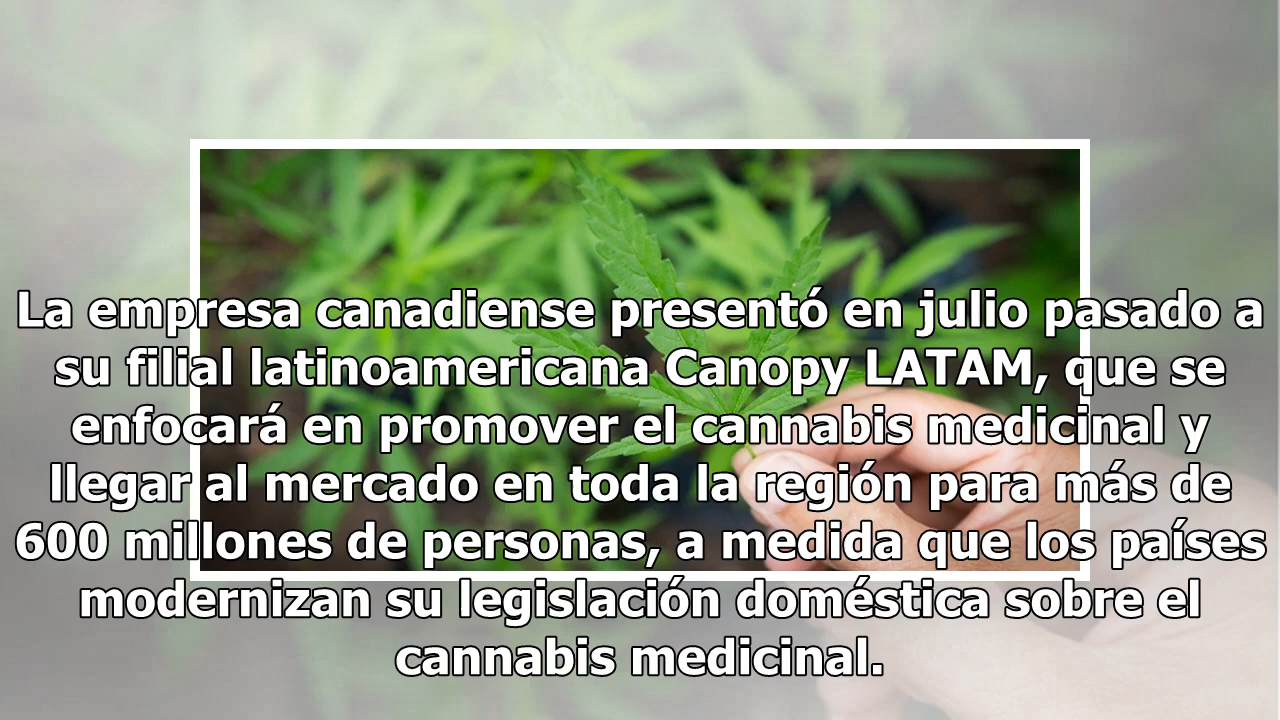 La empresa canadiense presentó en julio pasado a
su filial latinoamericana Canopy LATAM, que se
enfocará en promover el cannabis medicinal y
llegar al mercado en toda la región para más de
600 millones de personas, a medida que los países
modernizan su legislación doméstica sobre el
cannabis medicinal.